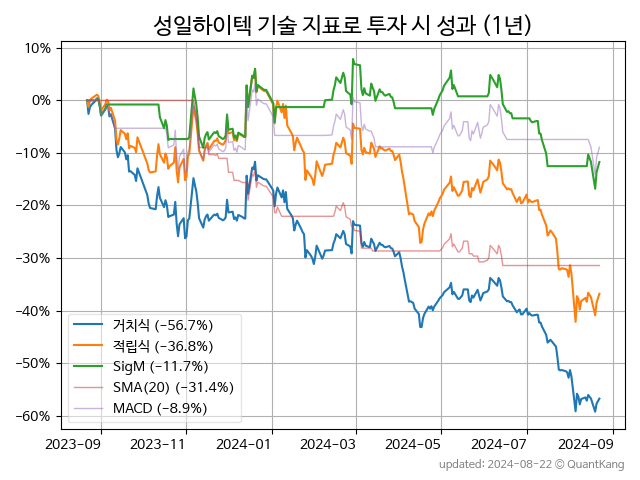 성일하이텍 기술 지표로 투자 시 성과 (1년)
10%
0%
−10%
−20%
−30%
−40%
−50%
−60%
거치식 (−56.7%)
적립식 (−36.8%)
SigM (−11.7%)
SMA(20) (−31.4%)
MACD (−8.9%)
2023-09 2023-11 2024-01 2024-03 2024-05 2024-07 2024-09
updated: 2024-08-22 © QuantKang